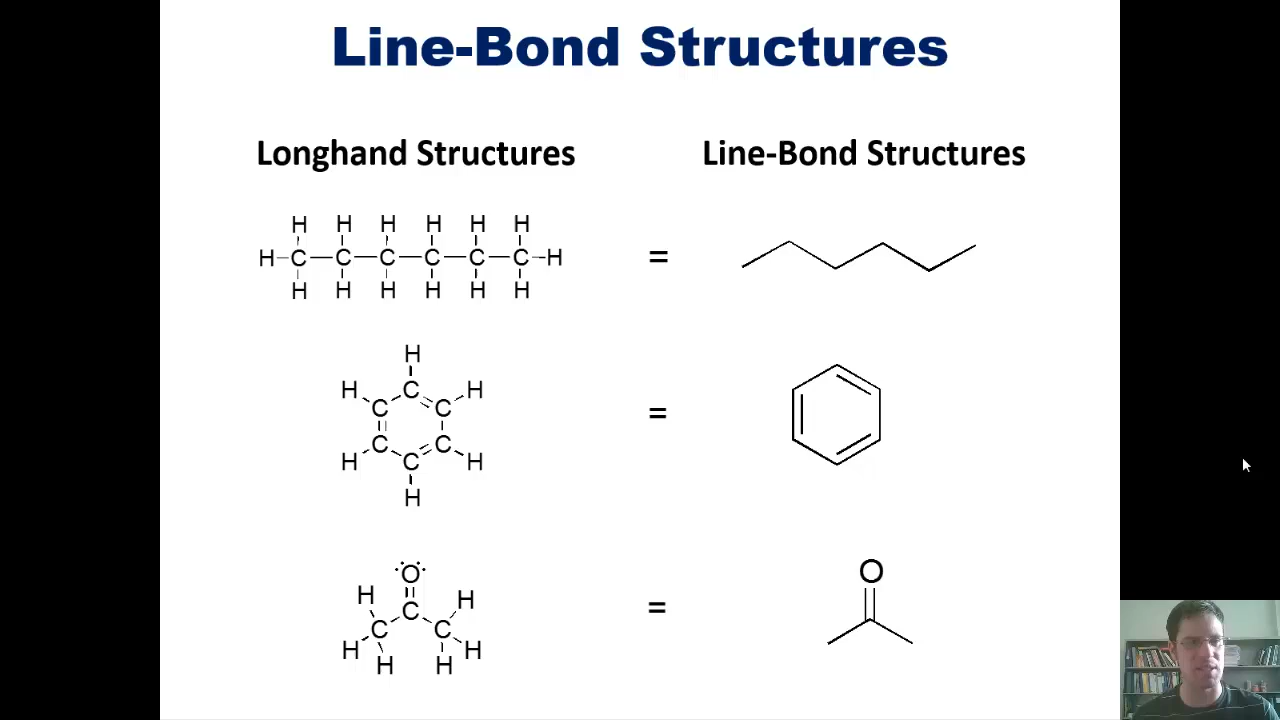 Line-Bond Structures
Longhand Structures
Line-Bond Structures
H H H H H H
H C C C C C C H
H H H H H H
=
H
H C H
C C
C C
H C H
H
=
O
H H
C
C C
H H
H H
=
O